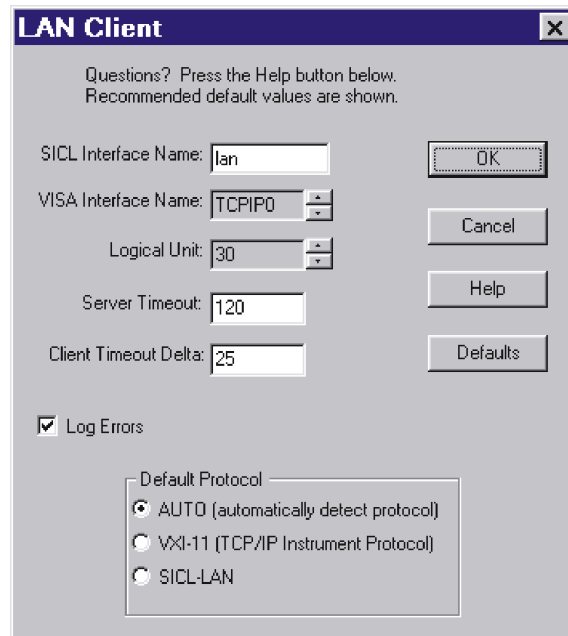 LAN Client
Questions? Press the Help button below.
Recommended default values are shown.
SICL Interface Name: lan
OK
VISA Interface Name: TCPIP0
Cancel
Logical Unit: 30
Help
Server Timeout: 120
Client Timeout Delta: 25
Defaults
Log Errors
Default Protocol
AUTO (automatically detect protocol)
VXI-11 (TCP/IP Instrument Protocol)
SICL-LAN